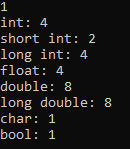 1
int: 4
short int: 2
long int: 4
float: 4
double: 8
long double: 8
char: 1
bool: 1